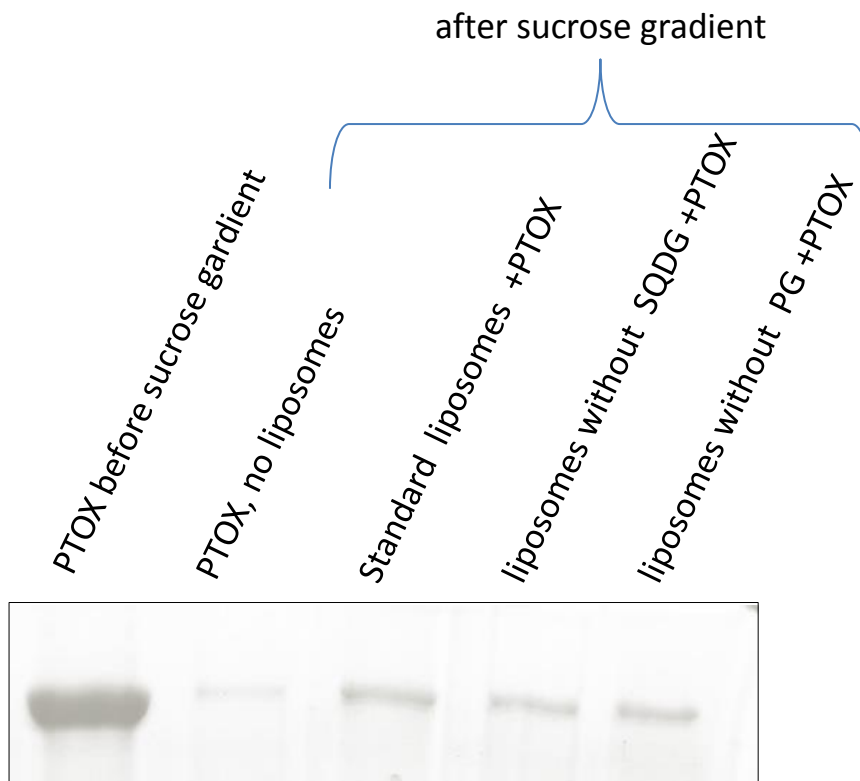 after sucrose gradient
PTOX before sucrose gardient
PTOX, no liposomes
Standard liposomes +PTOX
liposomes without SQDG +PTOX
liposomes without PG +PTOX